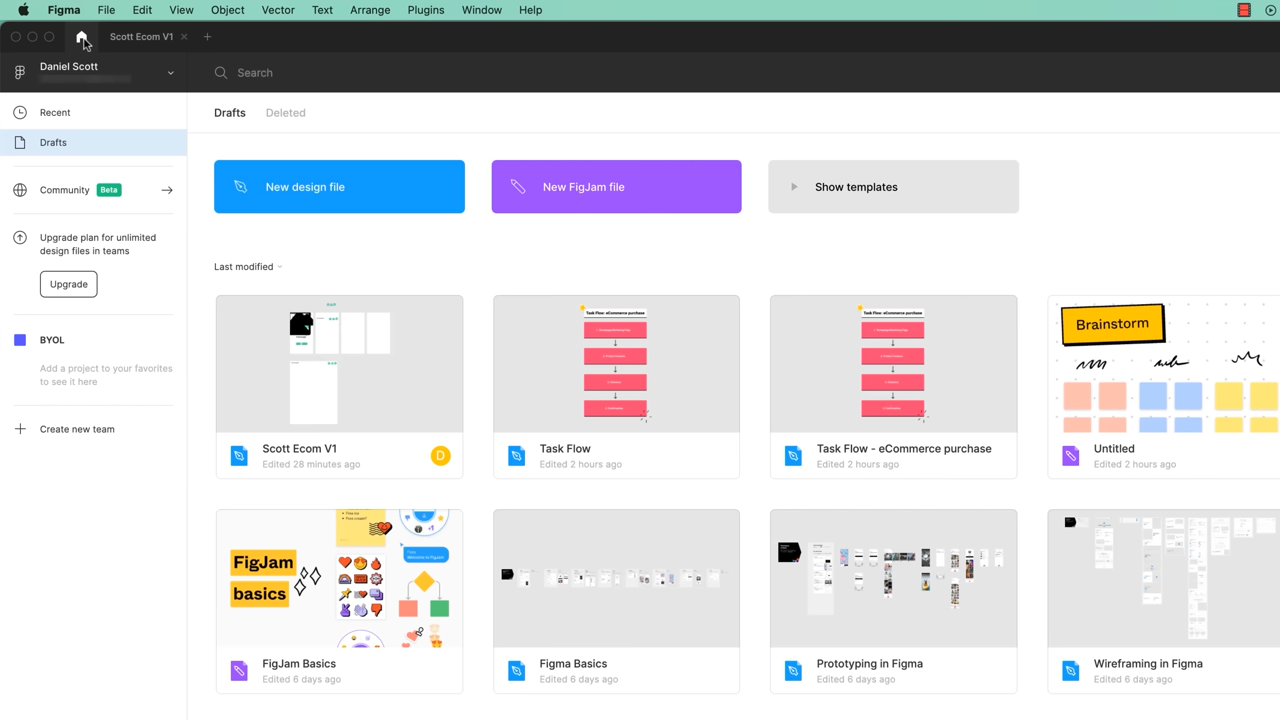 Figma File Edit View Object Vector Text Arrange Plugins Window Help
Scott Ecom V1
Daniel Scott
Search
Recent
Drafts
Community Beta
Upgrade plan for unlimited
design files in teams
Upgrade
BYOL
Add a project to your favorites
to see it here
Create new team
Drafts Deleted
New design file
New FigJam file
Show templates
Last modified
Task Flow: eCommerce purchase
Task Flow: eCommerce purchase
Brainstorm
Scott Ecom V1
Edited 28 minutes ago
D
Task Flow
Edited 2 hours ago
Task Flow - eCommerce purchase
Edited 2 hours ago
Untitled
Edited 2 hours ago
FigJam
basics
FigJam Basics
Edited 6 days ago
Figma Basics
Edited 6 days ago
Prototyping in Figma
Edited 6 days ago
Wireframing in Figma
Edited 6 days ago